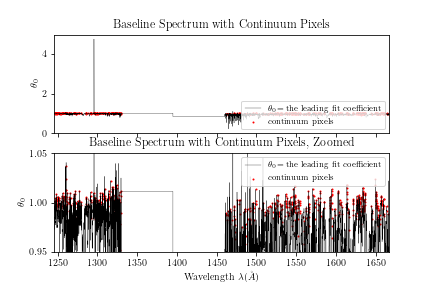 Baseline Spectrum with Continuum Pixels
4
2
0
θ₀
θ₀ = the leading fit coefficient
continuum pixels
Baseline Spectrum with Continuum Pixels, Zoomed
1.05
1.00
0.95
θ₀
θ₀ = the leading fit coefficient
continuum pixels
1250 1300 1350 1400 1450 1500 1550 1600 1650
Wavelength λ(Å)